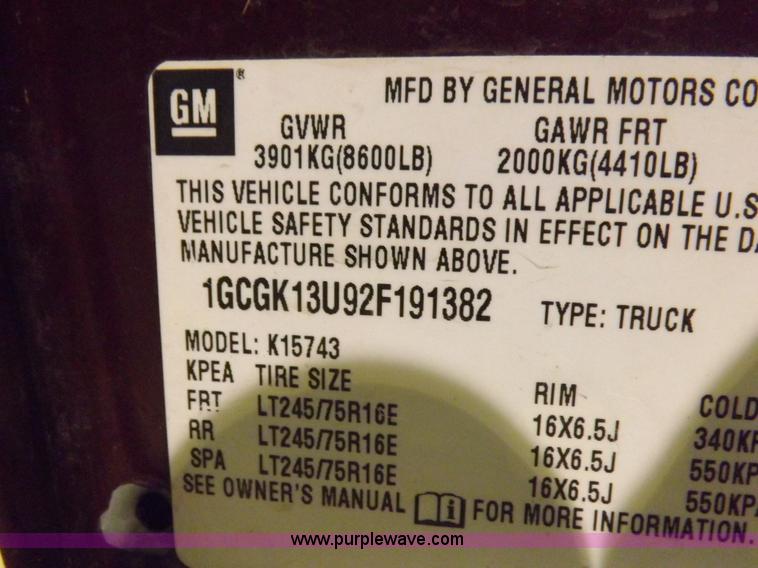 GM ®
MFD BY GENERAL MOTORS CO
GVWR GAWR FRT
3901KG(8600LB) 2000KG(4410LB)
THIS VEHICLE CONFORMS TO ALL APPLICABLE U.S
VEHICLE SAFETY STANDARDS IN EFFECT ON THE DA
MANUFACTURE SHOWN ABOVE.
1GCGK13U92F191382 TYPE: TRUCK
MODEL: K15743
KPEA TIRE SIZE RIM COLD
FRT LT245/75R16E 16X6.5J 340KP
RR LT245/75R16E 16X6.5J 550KP
SPA LT245/75R16E 16X6.5J 550KPA
SEE OWNER'S MANUAL i FOR MORE INFORMATION.
www.purplewave.com